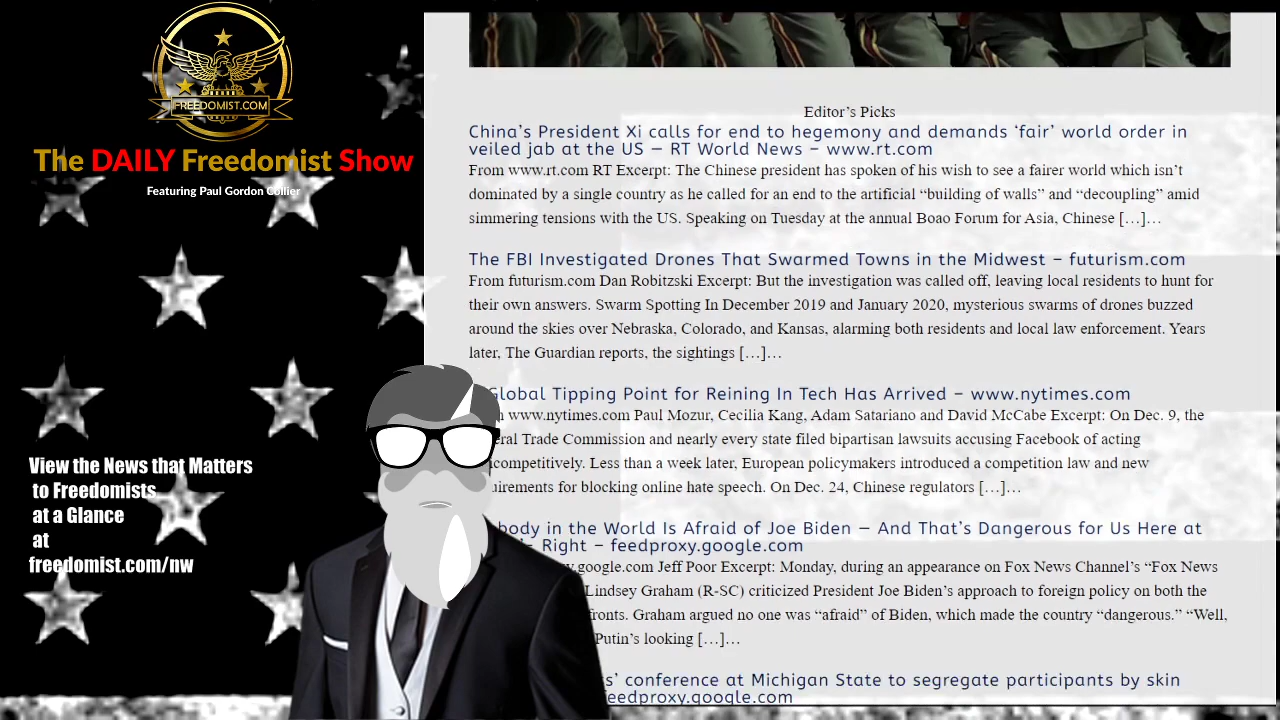 FREEDOMIST.COM
The DAILY Freedomist Show
Featuring Paul Gordon Collier
View the News that Matters
to Freedomists
at a Glance
at
freedomist.com/nw
Editor's Picks
China's President Xi calls for end to hegemony and demands ‘fair’ world order in
veiled jab at the US — RT World News – www.rt.com
From www.rt.com RT Excerpt: The Chinese president has spoken of his wish to see a fairer world which isn't
dominated by a single country as he called for an end to the artificial “building of walls” and “decoupling” amid
simmering tensions with the US. Speaking on Tuesday at the annual Boao Forum for Asia, Chinese […]…
The FBI Investigated Drones That Swarmed Towns in the Midwest – futurism.com
From futurism.com Dan Robitzski Excerpt: But the investigation was called off, leaving local residents to hunt for
their own answers. Swarm Spotting In December 2019 and January 2020, mysterious swarms of drones buzzed
around the skies over Nebraska, Colorado, and Kansas, alarming both residents and local law enforcement. Years
later, The Guardian reports, the sightings […]…
Global Tipping Point for Reining In Tech Has Arrived – www.nytimes.com
www.nytimes.com Paul Mozur, Cecilia Kang, Adam Satariano and David McCabe Excerpt: On Dec. 9, the
Trade Commission and nearly every state filed bipartisan lawsuits accusing Facebook of acting
Less than a week later, European policymakers introduced a competition law and new
for blocking online hate speech. On Dec. 24, Chinese regulators […]…
in the World Is Afraid of Joe Biden — And That's Dangerous for Us Here at
Right – feedproxy.google.com
Jeff Poor Excerpt: Monday, during an appearance on Fox News Channel's “Fox News
Lindsey Graham (R-SC) criticized President Joe Biden's approach to foreign policy on both the
fronts. Graham argued no one was “afraid” of Biden, which made the country “dangerous.” “Well,
Putin's looking […]…
conference at Michigan State to segregate participants by skin
feedproxy.google.com